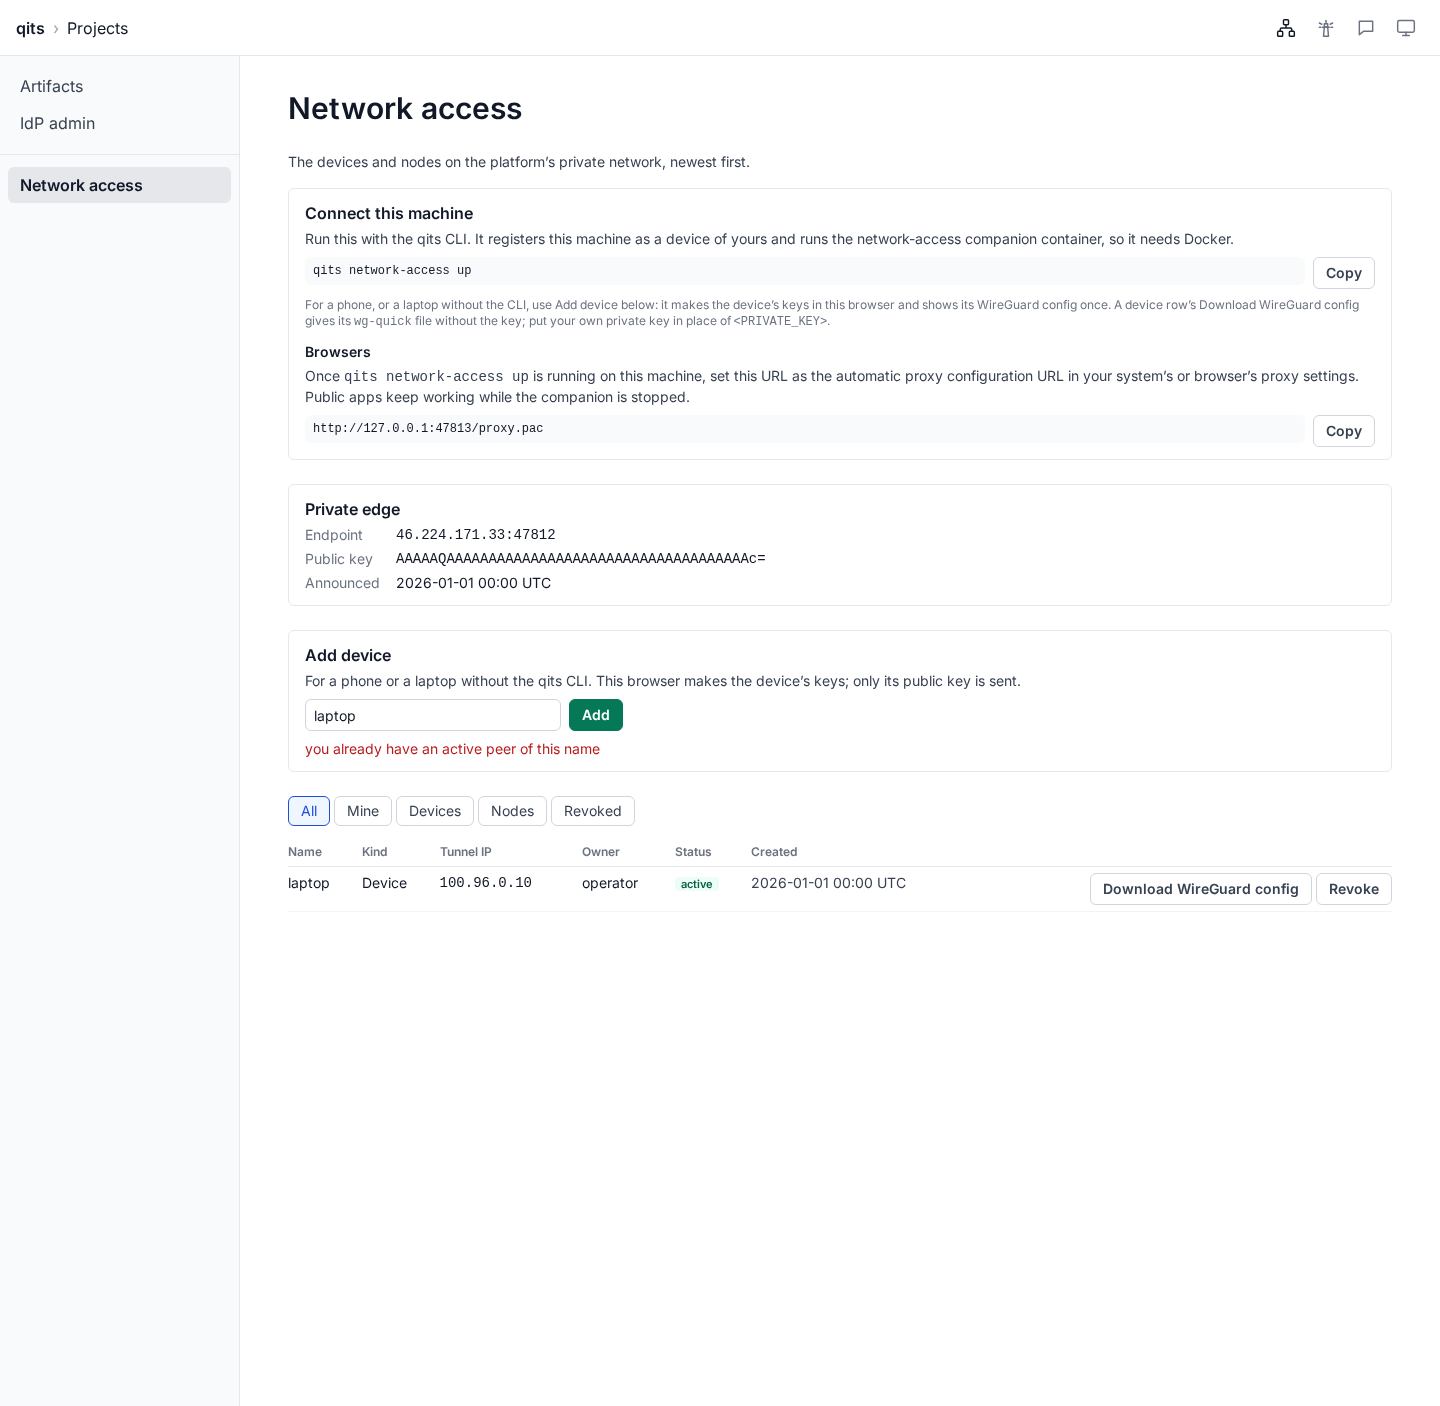 qits › Projects
Artifacts
IdP admin
Network access
Network access
The devices and nodes on the platform’s private network, newest first.
Connect this machine
Run this with the qits CLI. It registers this machine as a device of yours and runs the network-access companion container, so it needs Docker.
qits network-access up
Copy
For a phone, or a laptop without the CLI, use Add device below: it makes the device’s keys in this browser and shows its WireGuard config once. A device row’s Download WireGuard config
gives its wg-quick file without the key; put your own private key in place of <PRIVATE_KEY>.
Browsers
Once qits network-access up is running on this machine, set this URL as the automatic proxy configuration URL in your system’s or browser’s proxy settings.
Public apps keep working while the companion is stopped.
http://127.0.0.1:47813/proxy.pac
Copy
Private edge
Endpoint 46.224.171.33:47812
Public key AAAAAQAAAAAAAAAAAAAAAAAAAAAAAAAAAAAAAAAAAAc=
Announced 2026-01-01 00:00 UTC
Add device
For a phone or a laptop without the qits CLI. This browser makes the device’s keys; only its public key is sent.
laptop
Add
you already have an active peer of this name
All Mine Devices Nodes Revoked
Name Kind Tunnel IP Owner Status Created
laptop Device 100.96.0.10 operator active 2026-01-01 00:00 UTC Download WireGuard config Revoke